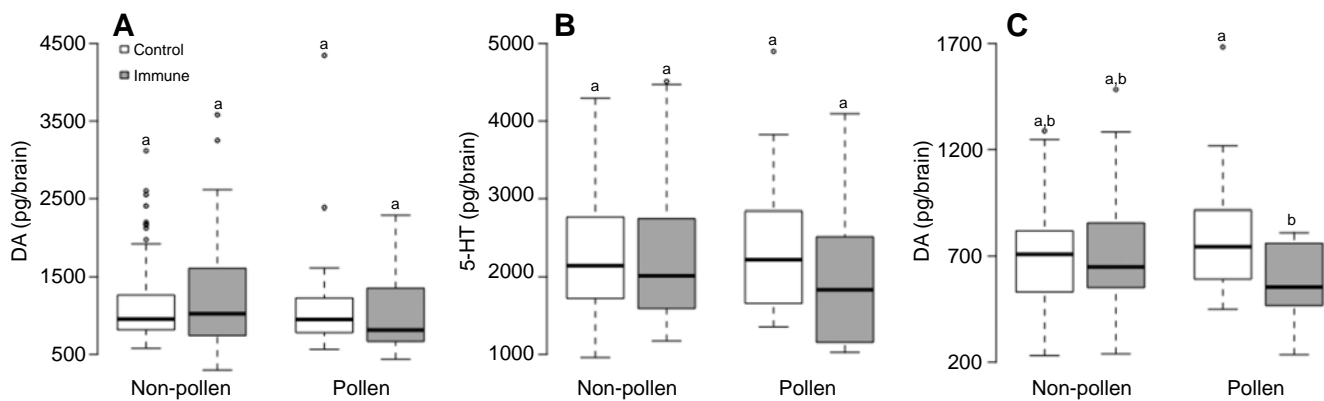 A
4500
3500
2500
1500
500
DA (pg/brain)
Control
Immune
a
a
a
a
Non-pollen
Pollen
B
5000
4000
3000
2000
1000
5-HT (pg/brain)
a
a
a
a
Non-pollen
Pollen
C
1700
1200
700
200
DA (pg/brain)
a,b
a,b
a
b
Non-pollen
Pollen